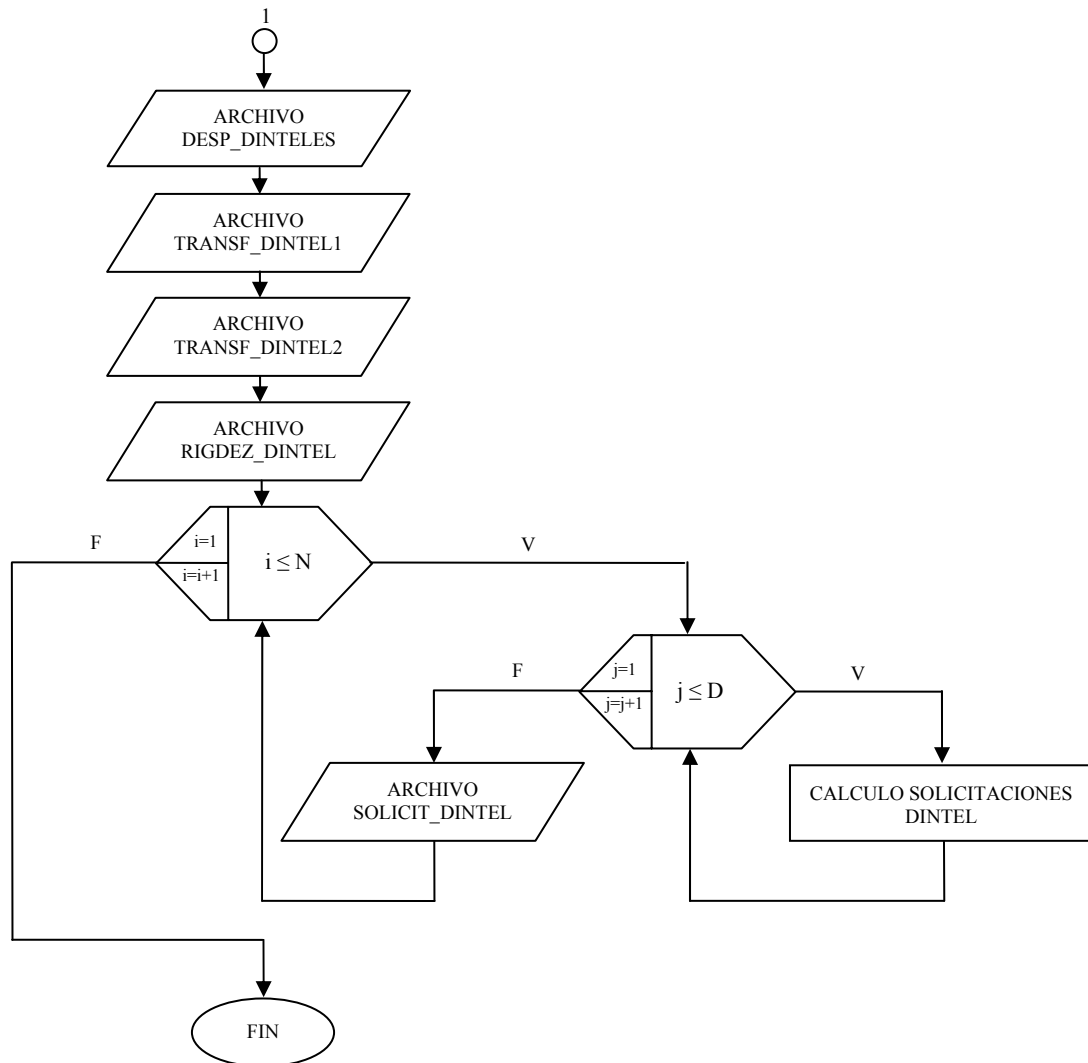 1
ARCHIVO
DESP_DINTELES
ARCHIVO
TRANSF_DINTEL1
ARCHIVO
TRANSF_DINTEL2
ARCHIVO
RIGDEZ_DINTEL
F
i=1
i=i+1
i ≤ N
V
F
j=1
j=j+1
j ≤ D
V
ARCHIVO
SOLICIT_DINTEL
CALCULO SOLICITACIONES
DINTEL
FIN